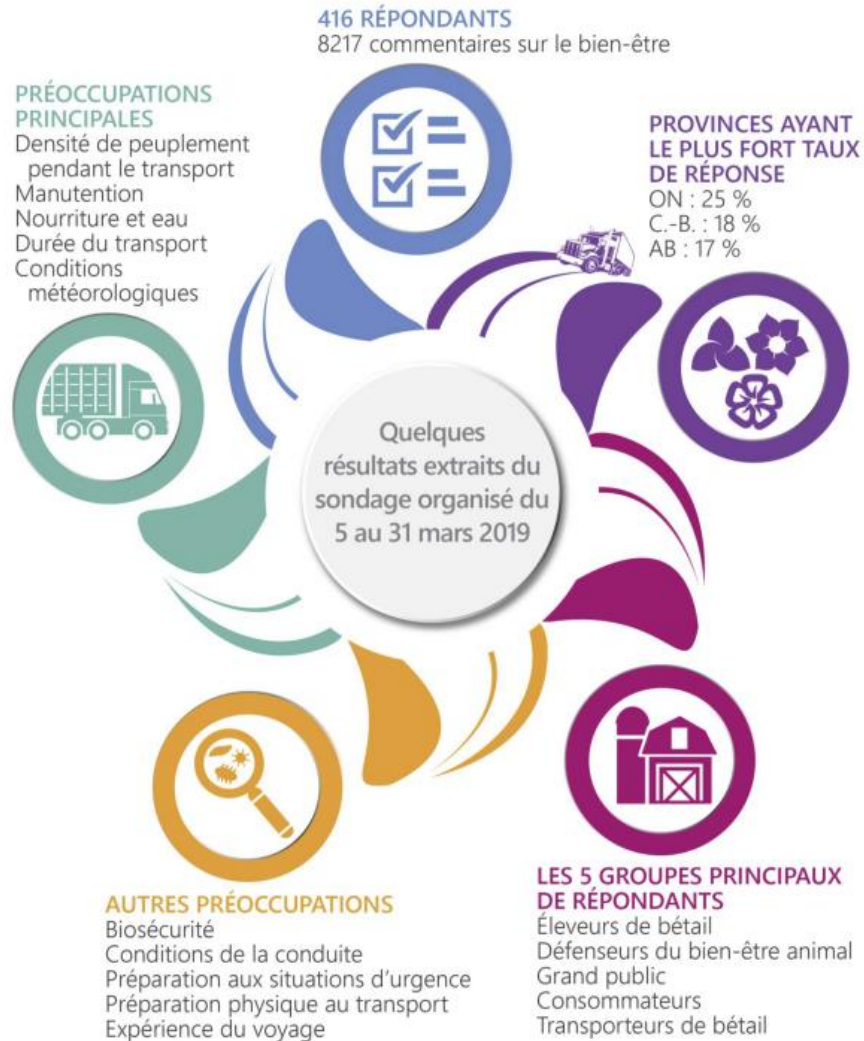 416 RÉPONDANTS
8217 commentaires sur le bien-être
PRÉOCCUPATIONS
PRINCIPALES
Densité de peuplement
pendant le transport
Manutention
Nourriture et eau
Durée du transport
Conditions
météorologiques
PROVINCES AYANT
LE PLUS FORT TAUX
DE RÉPONSE
ON : 25 %
C.-B. : 18 %
AB : 17 %
Quelques
résultats extraits du
sondage organisé du
5 au 31 mars 2019
AUTRES PRÉOCCUPATIONS
Biosécurité
Conditions de la conduite
Préparation aux situations d'urgence
Préparation physique au transport
Expérience du voyage
LES 5 GROUPES PRINCIPAUX
DE RÉPONDANTS
Éleveurs de bétail
Défenseurs du bien-être animal
Grand public
Consommateurs
Transporteurs de bétail